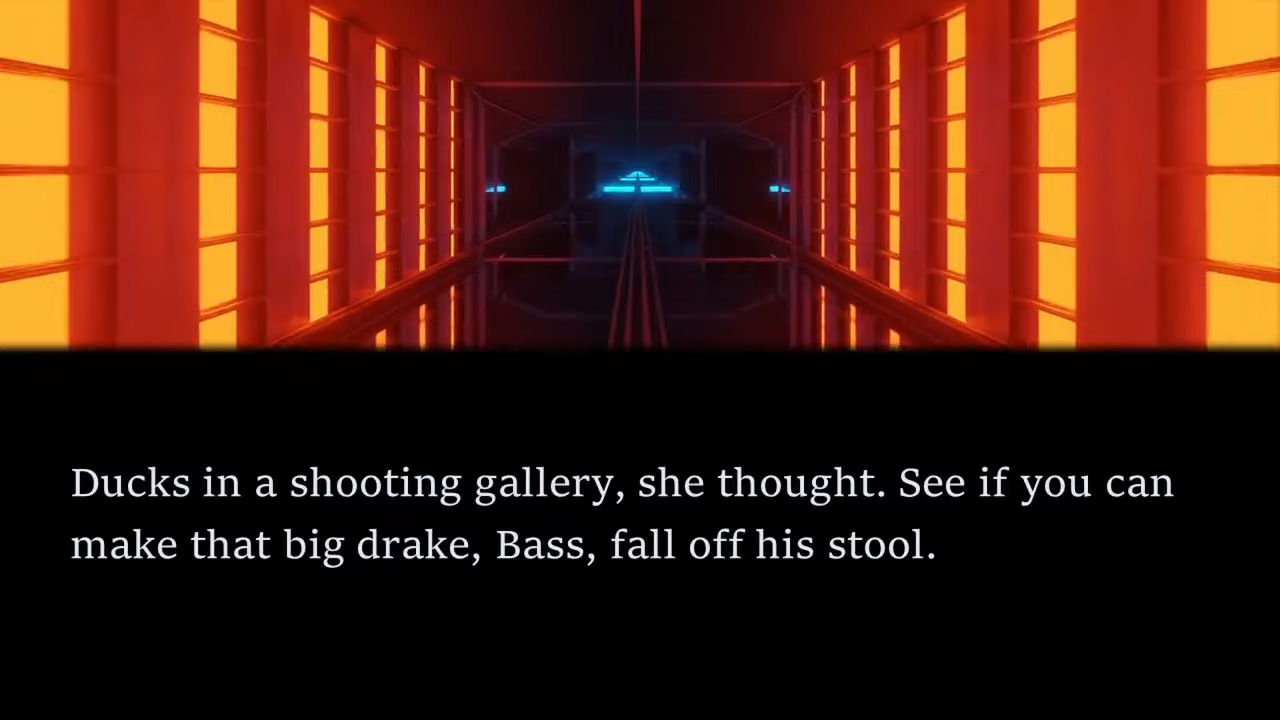 Ducks in a shooting gallery, she thought. See if you can
make that big drake, Bass, fall off his stool.